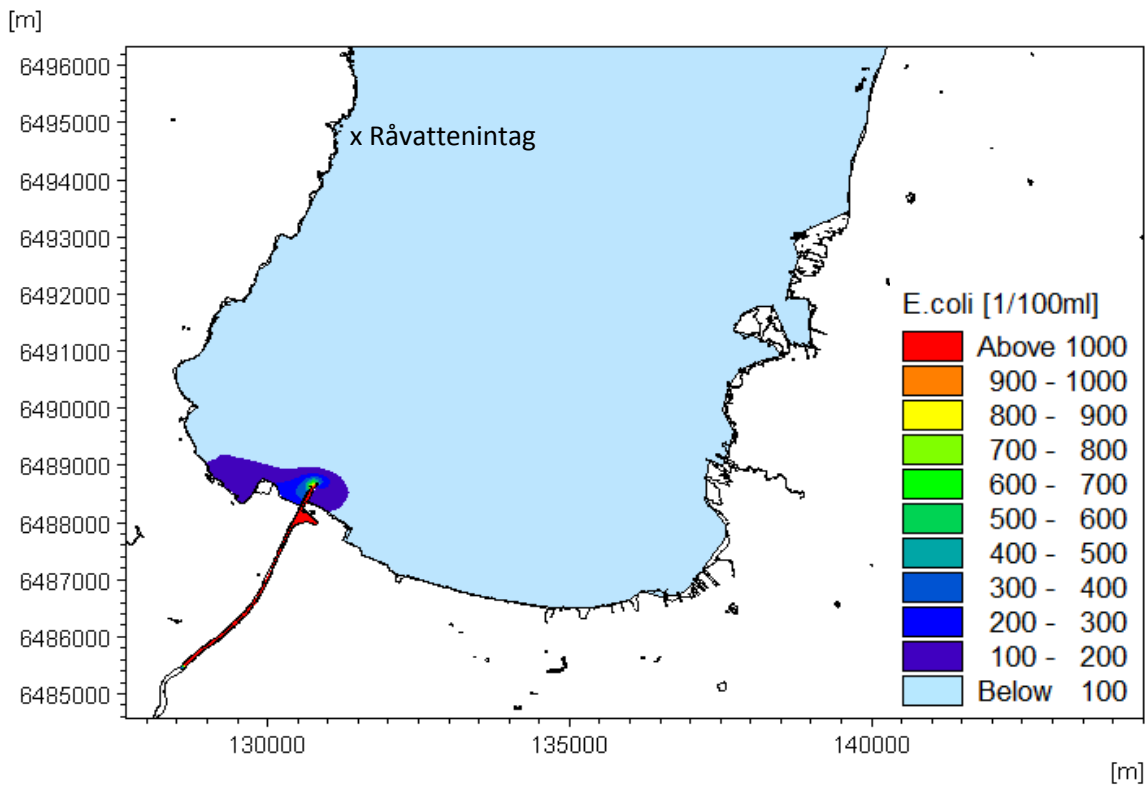 [m]
6496000
6495000
x Råvattenintag
6494000
6493000
6492000
6491000
6490000
6489000
6488000
6487000
6486000
6485000
E.coli [1/100ml]
Above 1000
900 - 1000
800 - 900
700 - 800
600 - 700
500 - 600
400 - 500
300 - 400
200 - 300
100 - 200
Below 100
130000 135000 140000
[m]